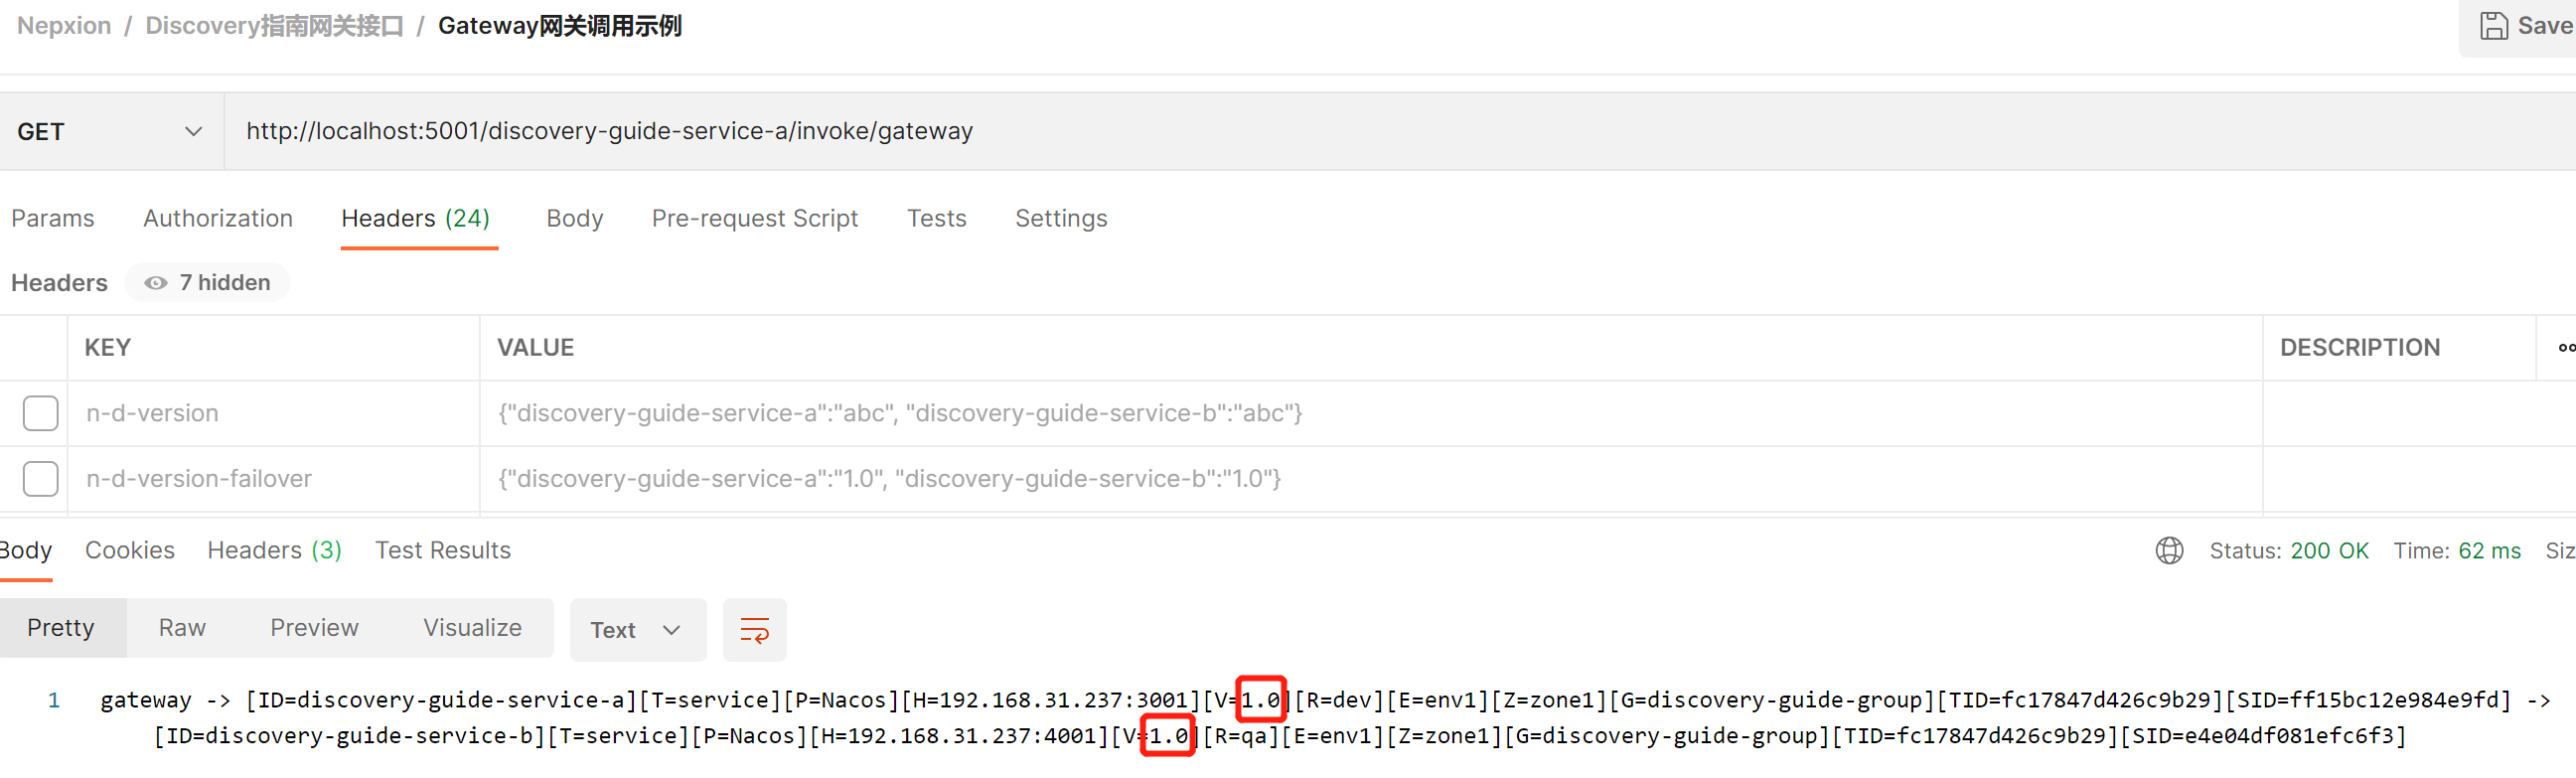 Nepxion / Discovery指南网关接口 / Gateway网关调用示例
Save
GET http://localhost:5001/discovery-guide-service-a/invoke/gateway
Params Authorization Headers (24) Body Pre-request Script Tests Settings
Headers 7 hidden
KEY VALUE DESCRIPTION
n-d-version {"discovery-guide-service-a":"abc", "discovery-guide-service-b":"abc"}
n-d-version-failover {"discovery-guide-service-a":"1.0", "discovery-guide-service-b":"1.0"}
Body Cookies Headers (3) Test Results Status: 200 OK Time: 62 ms Siz
Pretty Raw Preview Visualize Text
1 gateway -> [ID=discovery-guide-service-a][T=service][P=Nacos][H=192.168.31.237:3001][V=1.0][R=dev][E=env1][Z=zone1][G=discovery-guide-group][TID=fc17847d426c9b29][SID=ff15bc12e984e9fd] ->
[ID=discovery-guide-service-b][T=service][P=Nacos][H=192.168.31.237:4001][V=1.0][R=qa][E=env1][Z=zone1][G=discovery-guide-group][TID=fc17847d426c9b29][SID=e4e04df081efc6f3]